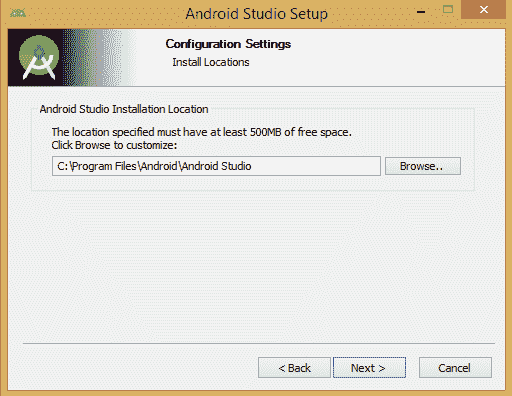 Android Studio Setup
Configuration Settings
Install Locations
Android Studio Installation Location
The location specified must have at least 500MB of free space.
Click Browse to customize:
C:\Program Files\Android\Android Studio
Browse..
< Back
Next >
Cancel